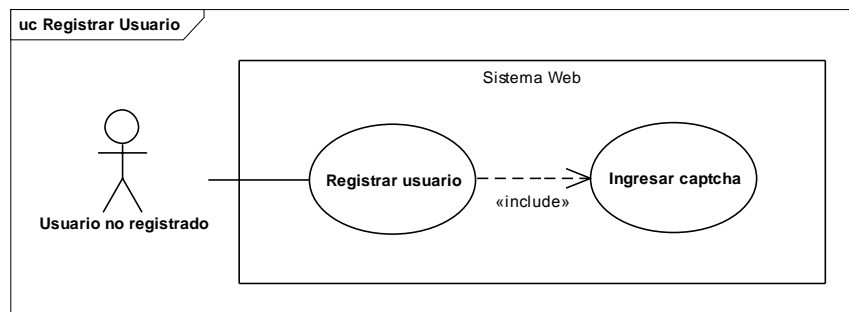 uc Registrar Usuario
Sistema Web
Registrar usuario
Ingresar captcha
«include»
Usuario no registrado